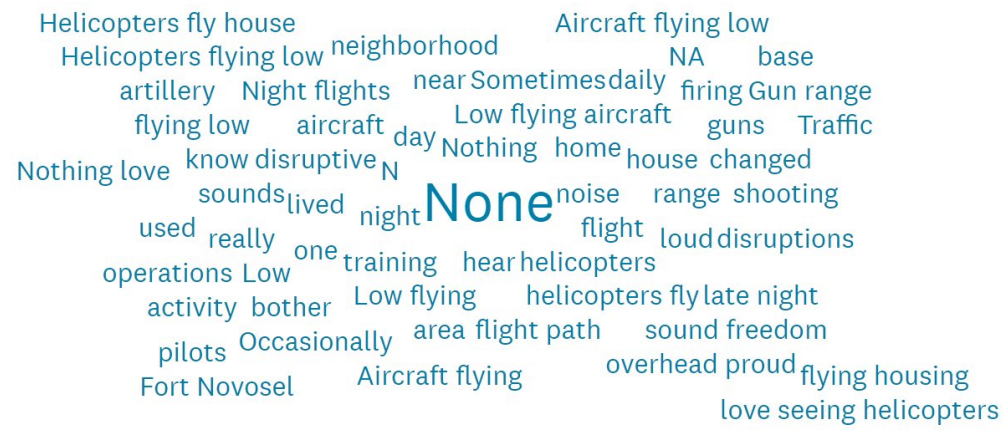 Helicopters fly house Aircraft flying low
Helicopters flying low neighborhood NA base
artillery Night flights near Sometimes daily firing Gun range
flying low aircraft day Low flying aircraft guns Traffic
Nothing love know disruptive N Nothing home house changed
sounds lived night None noise range shooting
used really one flight loud disruptions
operations Low training hear helicopters
activity bother Low flying helicopters fly late night
pilots Occasionally area flight path sound freedom
Fort Novosel Aircraft flying overhead proud flying housing
love seeing helicopters